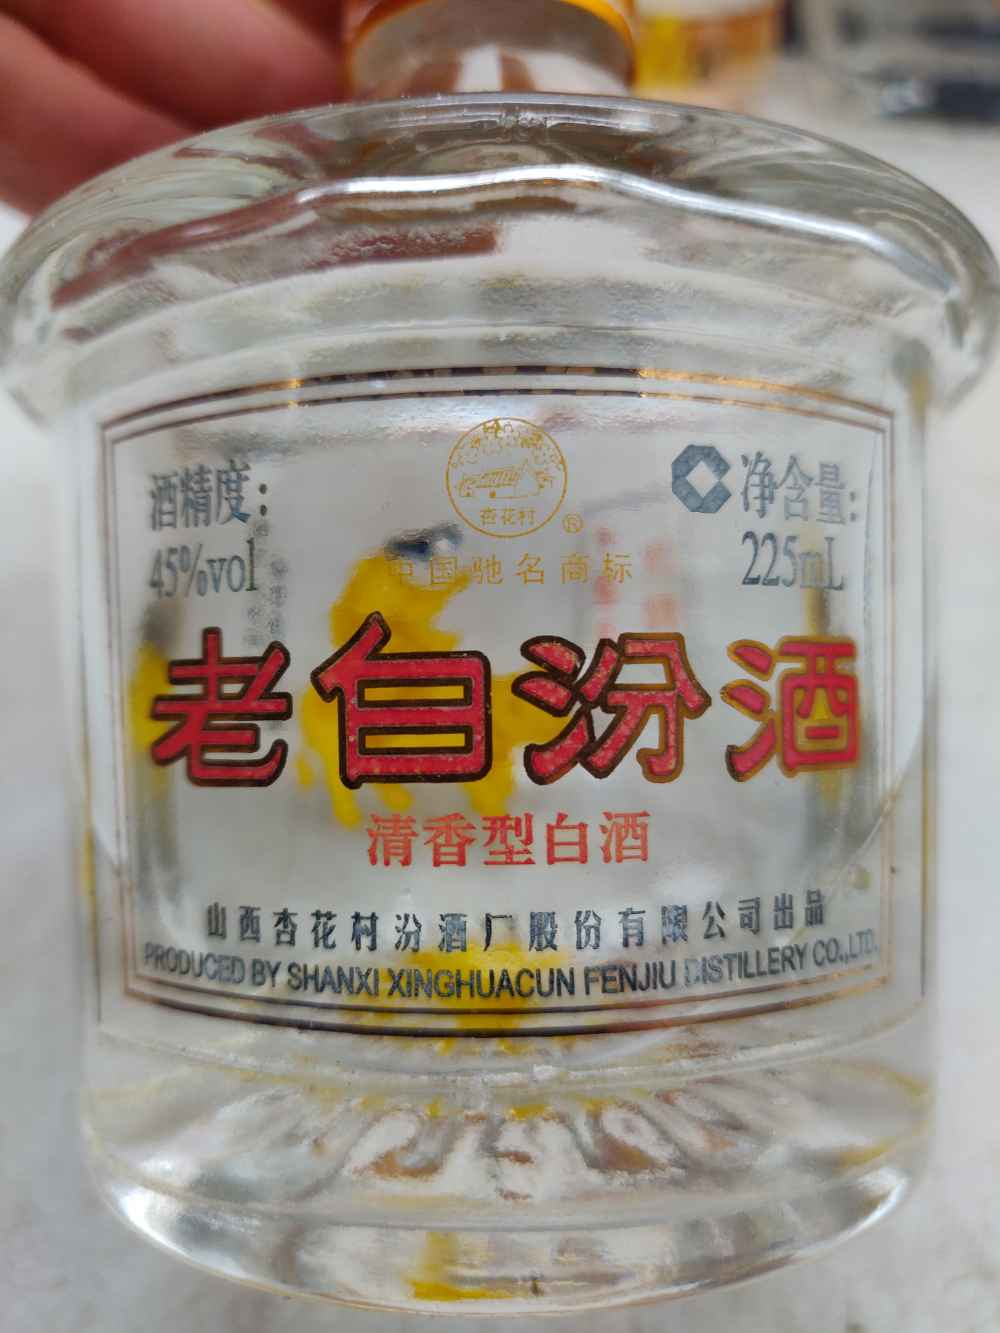 杏花村
®
中国驰名商标
酒精度:
45%vol
净含量:
225mL
老白汾酒
清香型白酒
山西杏花村汾酒厂股份有限公司出品
PRODUCED BY SHANXI XINGHUACUN FENJIU DISTILLERY CO.,LTD.